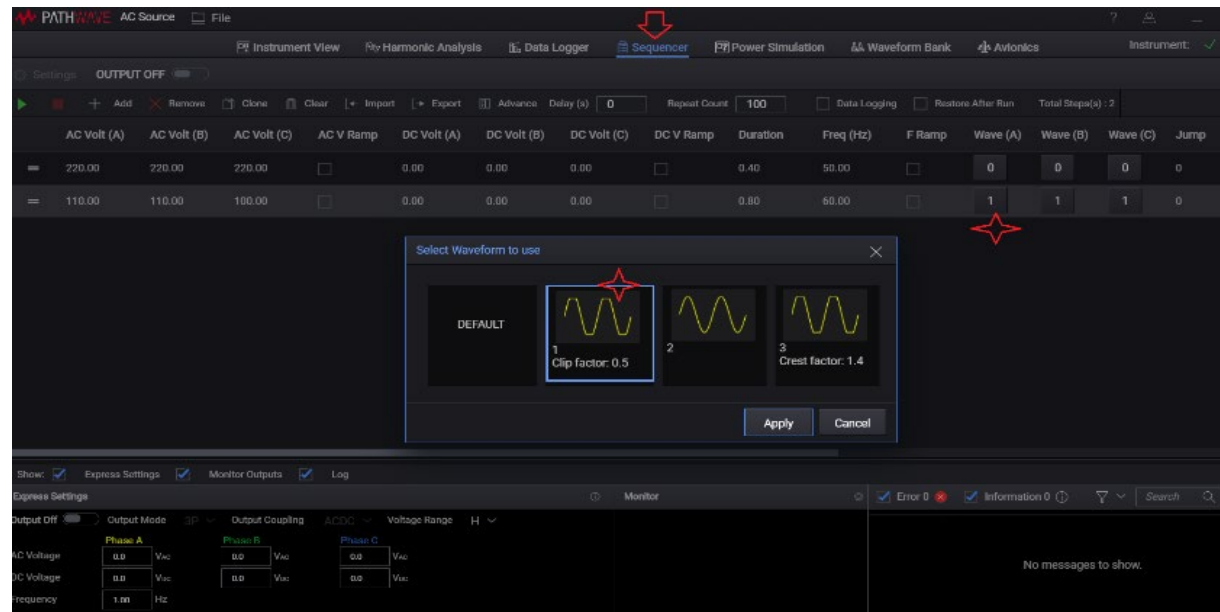 PATHWAVE AC Source File ?
Instrument View Harmonic Analysis Data Logger Sequencer Power Simulation Waveform Bank Avionics Instrument:
Settings OUTPUT OFF
Add Remove Clone Clear Import Export Advance Delay (s) 0 Repeat Count 100 Data Logging Restore After Run Total Steps(s) : 2
AC Volt (A) AC Volt (B) AC Volt (C) AC V Ramp DC Volt (A) DC Volt (B) DC Volt (C) DC V Ramp Duration Freq (Hz) F Ramp Wave (A) Wave (B) Wave (C) Jump
220.00 220.00 220.00 0.00 0.00 0.00 0.40 50.00 0 0 0 0
110.00 110.00 100.00 0.00 0.00 0.00 0.80 60.00 1 1 1 0
Select Waveform to use
DEFAULT
1 2 3
Clip factor: 0.5 Crest factor: 1.4
Apply Cancel
Show: Express Settings Monitor Outputs Log
Express Settings Monitor Error 0 Information 0 Search
Output Off Output Mode 3P Output Coupling ACDC Voltage Range H
Phase A Phase B Phase C
AC Voltage 0.0 VAC 0.0 VAC 0.0 VAC
DC Voltage 0.0 VDC 0.0 VDC 0.0 VDC
No messages to show.
Frequency 1.00 Hz